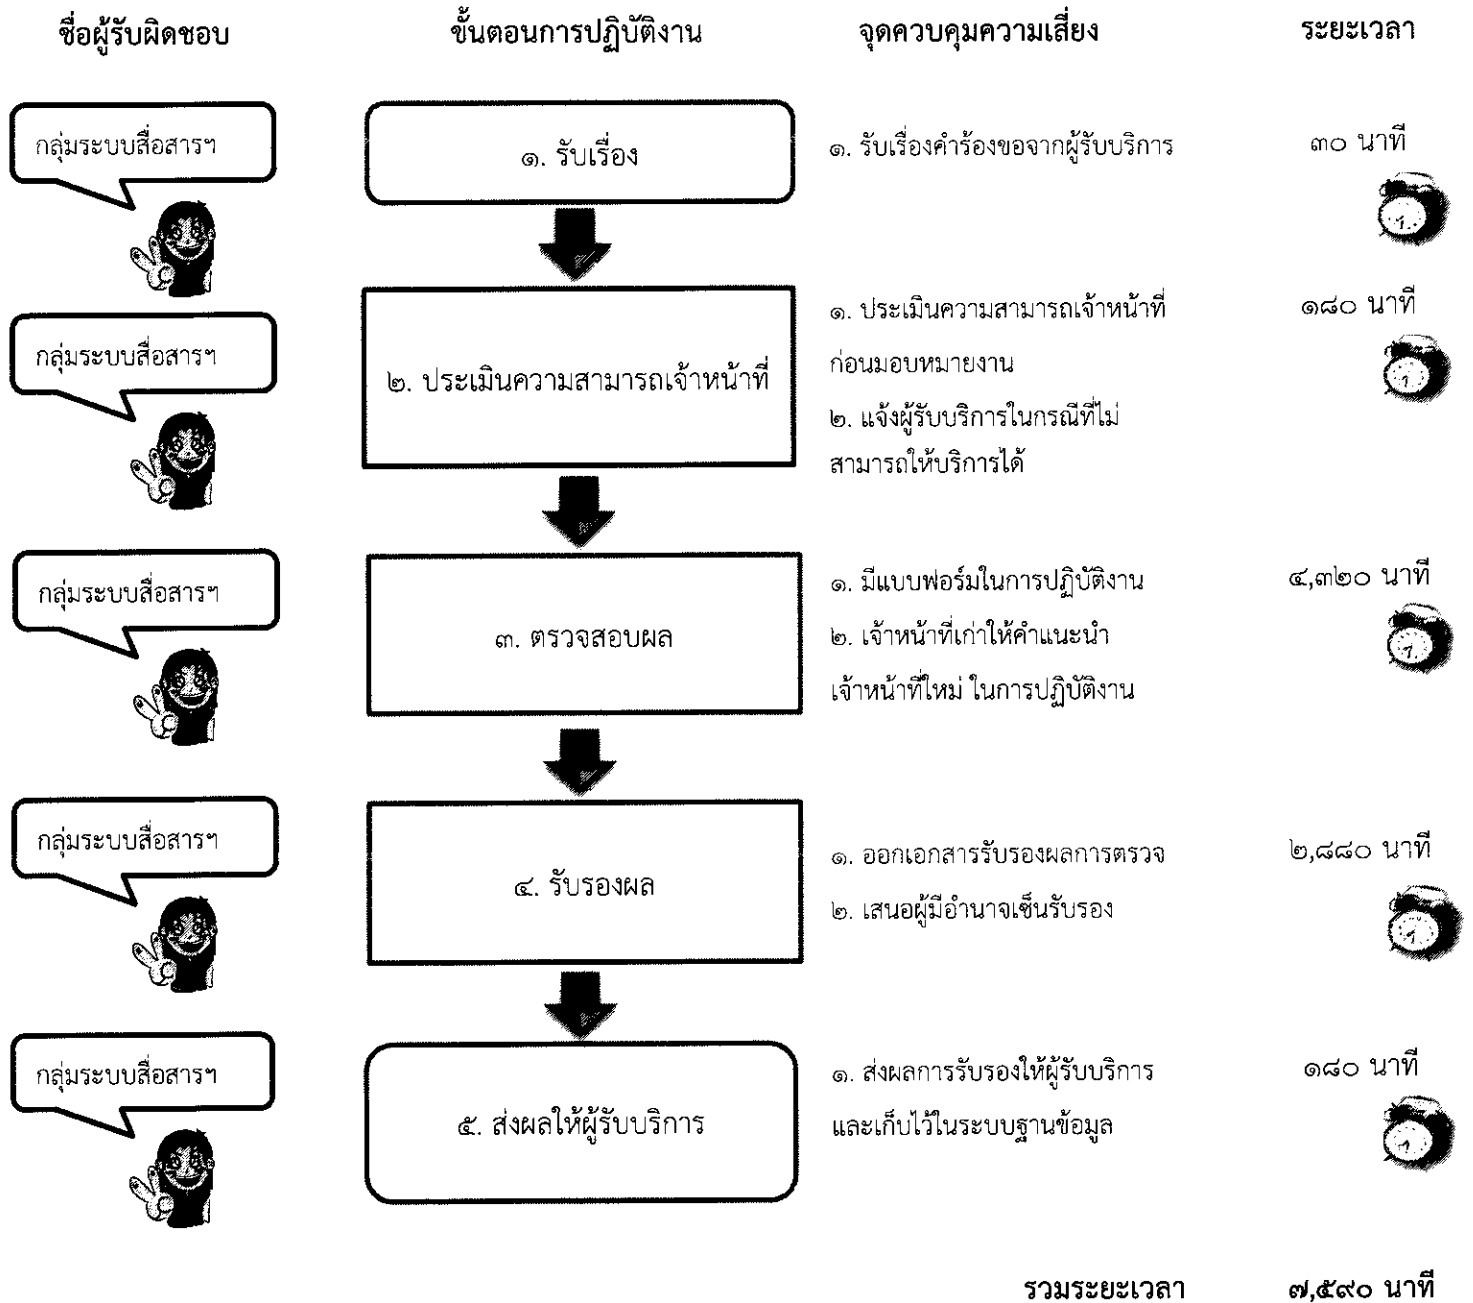 ชื่อผู้รับผิดชอบ
ขั้นตอนการปฏิบัติงาน
จุดควบคุมความเสี่ยง
ระยะเวลา
กลุ่มระบบสื่อสารฯ
๑. รับเรื่อง
๑. รับเรื่องคำร้องขอจากผู้รับบริการ
๓๐ นาที
กลุ่มระบบสื่อสารฯ
๒. ประเมินความสามารถเจ้าหน้าที่
๑. ประเมินความสามารถเจ้าหน้าที่
ก่อนมอบหมายงาน
๒. แจ้งผู้รับบริการในกรณีที่ไม่
สามารถให้บริการได้
๑๘๐ นาที
กลุ่มระบบสื่อสารฯ
๓. ตรวจสอบผล
๑. มีแบบฟอร์มในการปฏิบัติงาน
๒. เจ้าหน้าที่เก่าให้คำแนะนำ
เจ้าหน้าที่ใหม่ ในการปฏิบัติงาน
๔,๓๒๐ นาที
กลุ่มระบบสื่อสารฯ
๔. รับรองผล
๑. ออกเอกสารรับรองผลการตรวจ
๒. เสนอผู้มีอำนาจเซ็นรับรอง
๒,๘๘๐ นาที
กลุ่มระบบสื่อสารฯ
๕. ส่งผลให้ผู้รับบริการ
๑. ส่งผลการรับรองให้ผู้รับบริการ
และเก็บไว้ในระบบฐานข้อมูล
๑๘๐ นาที
รวมระยะเวลา
๗,๕๙๐ นาที